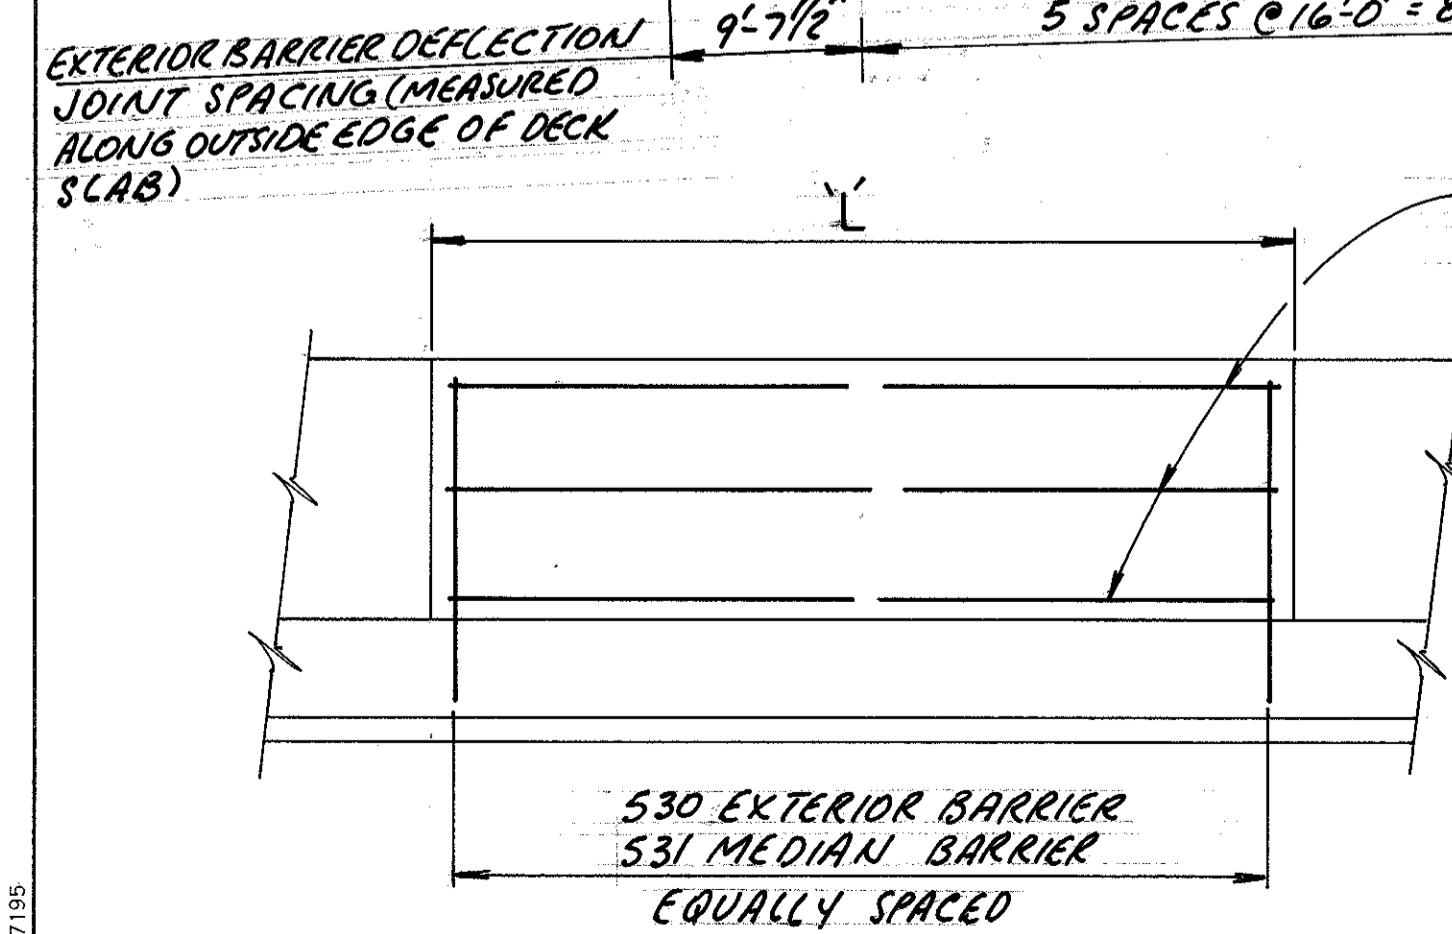 9'-7½"
5 SPACES @ 16'-0" =
EXTERIOR BARRIER DEFLECTION
JOINT SPACING (MEASURED
ALONG OUTSIDE EDGE OF DECK
SLAB)
'L'
530 EXTERIOR BARRIER
531 MEDIAN BARRIER
EQUALLY SPACED
7195